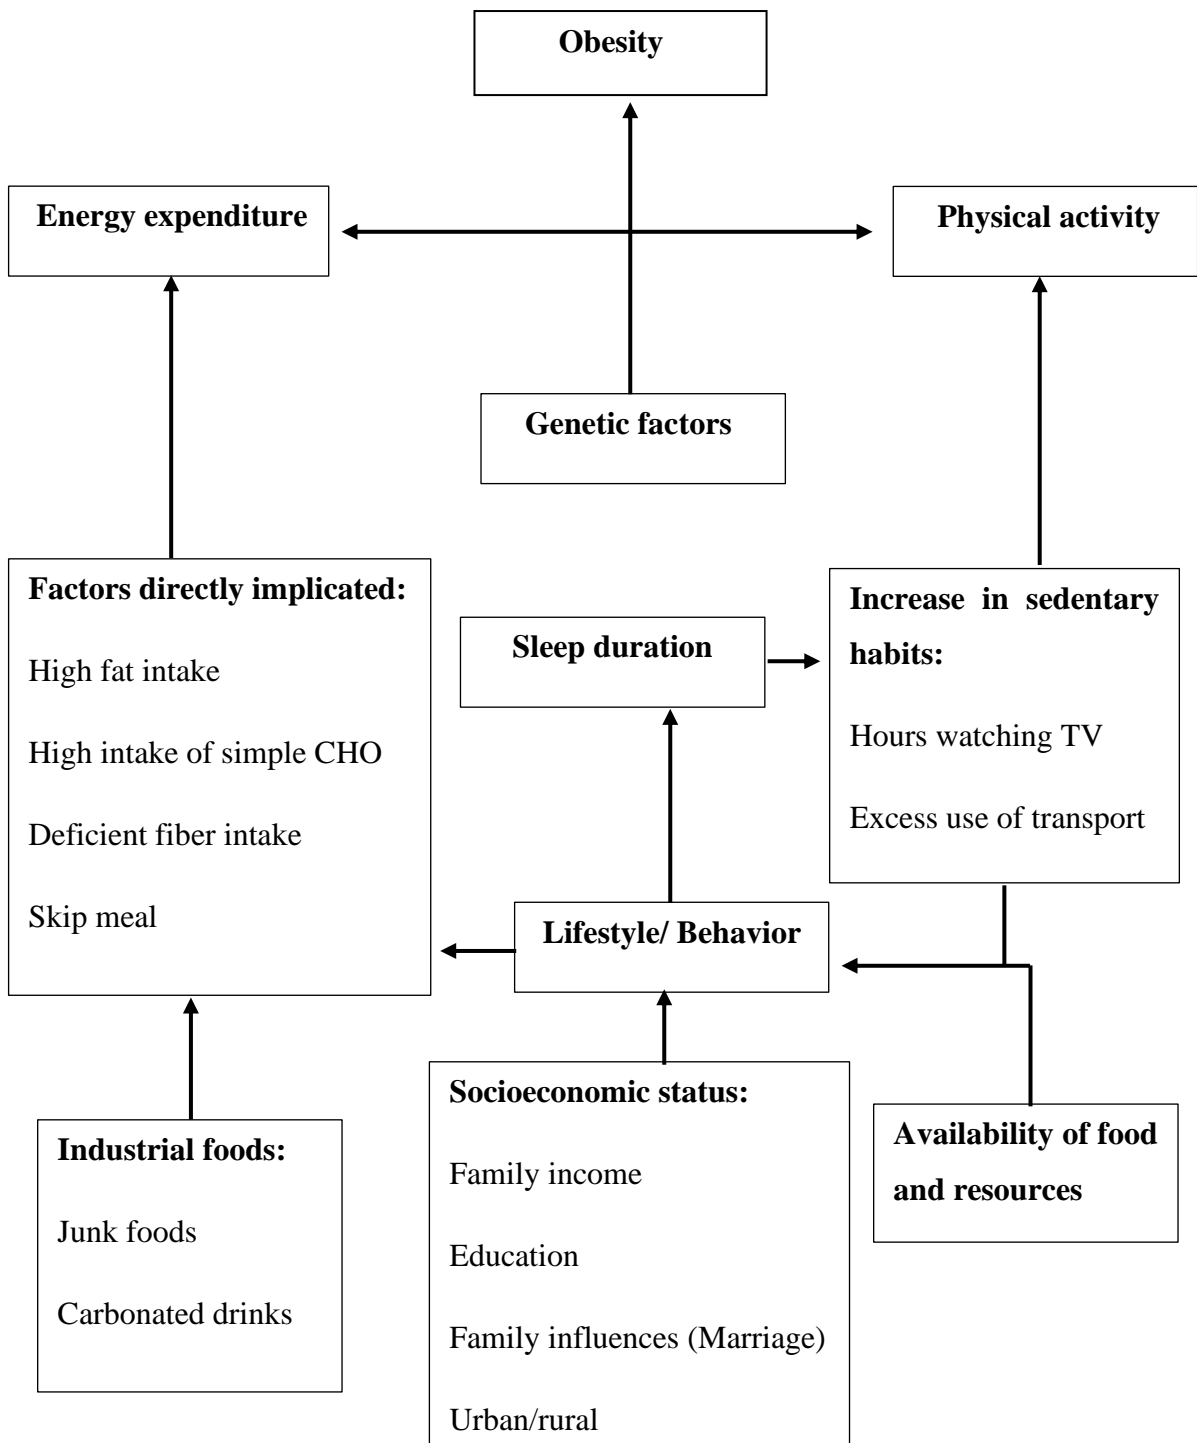 Obesity
Energy expenditure
Physical activity
Genetic factors
Factors directly implicated:
High fat intake
High intake of simple CHO
Deficient fiber intake
Skip meal
Sleep duration
Increase in sedentary
habits:
Hours watching TV
Excess use of transport
Lifestyle/ Behavior
Industrial foods:
Junk foods
Carbonated drinks
Socioeconomic status:
Family income
Education
Family influences (Marriage)
Urban/rural
Availability of food
and resources